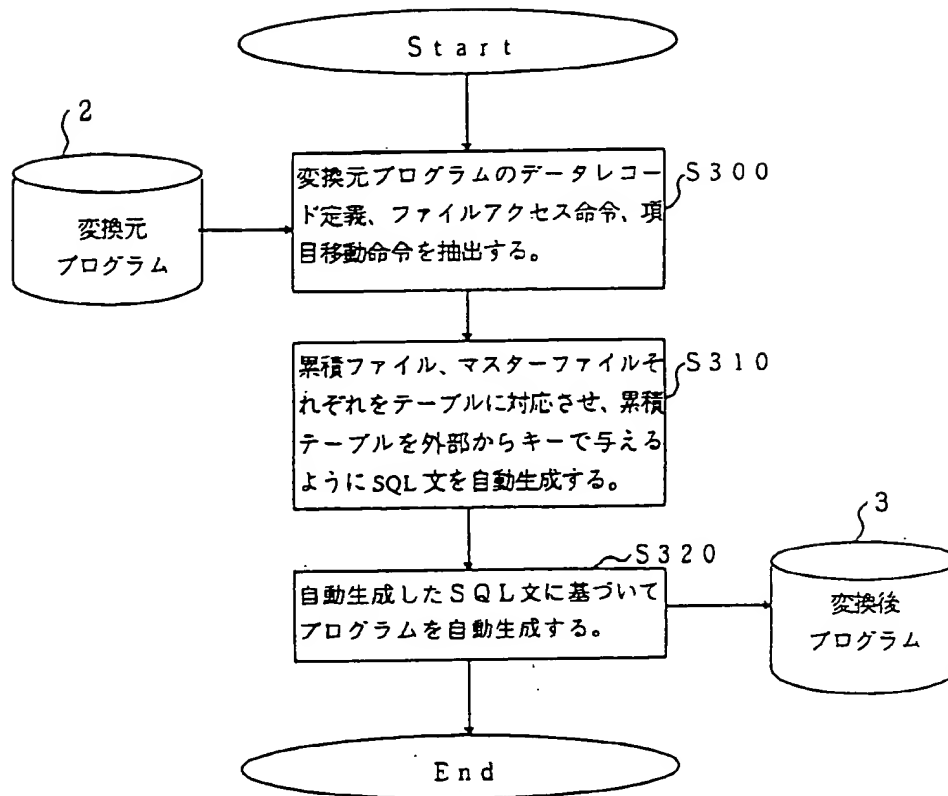 Start
2
変換元
プログラム
変換元プログラムのデータレコー
ド定義、ファイルアクセス命令、項
目移動命令を抽出する。
S300
累積ファイル、マスターファイルそ
れぞれをテーブルに対応させ、累積
テーブルを外部からキーで与える
ようにSQL文を自動生成する。
S310
自動生成したSQL文に基づいて
プログラムを自動生成する。
S320
3
変換後
プログラム
End